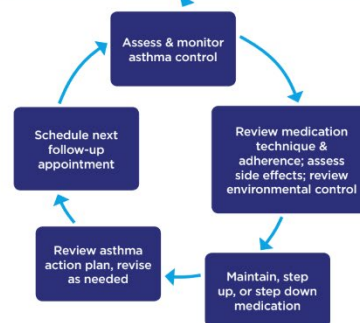 Assess & monitor
asthma control
Review medication
technique &
adherence; assess
side effects; review
environmental control
Maintain, step
up, or step down
medication
Review asthma
action plan, revise
as needed
Schedule next
follow-up
appointment